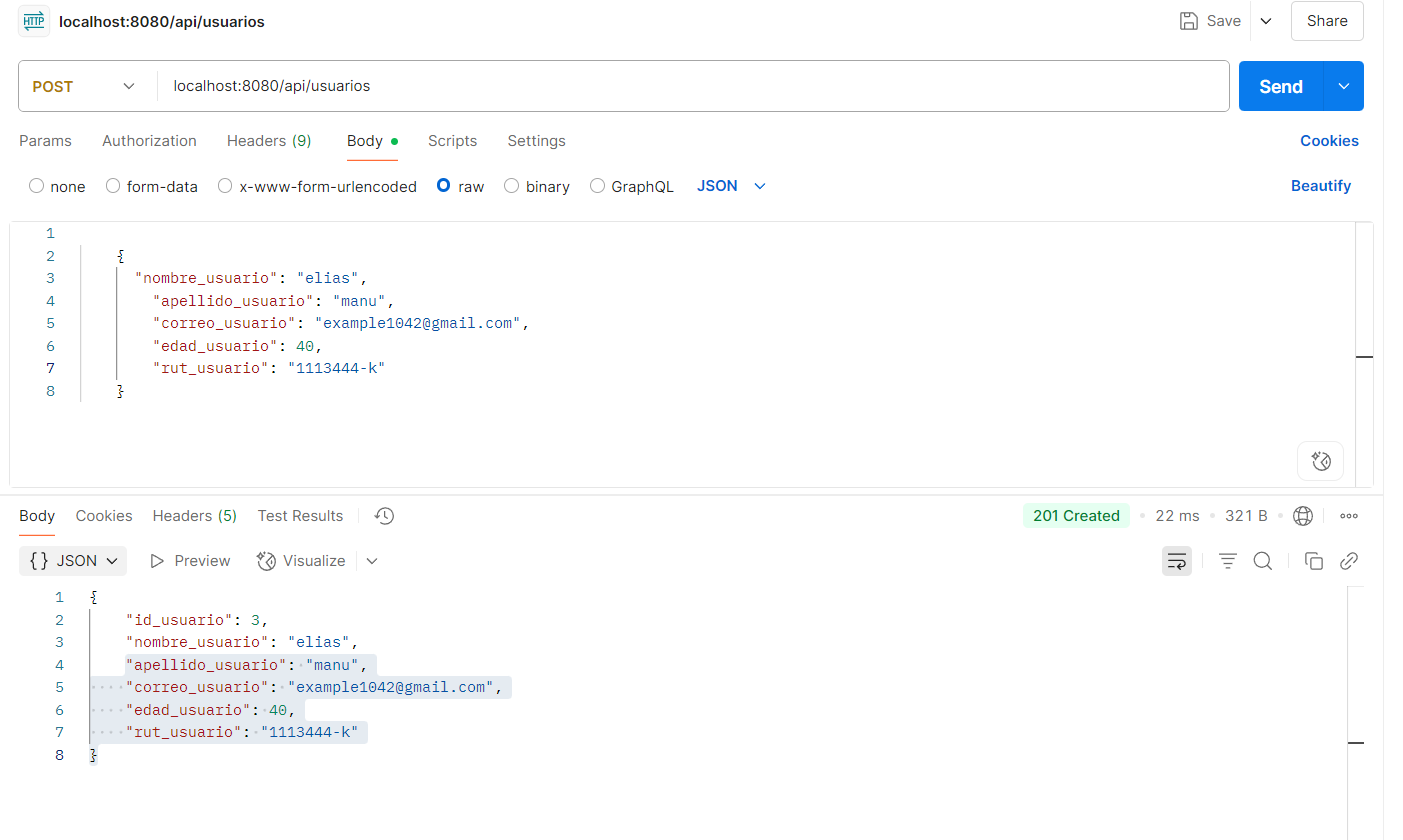 HTTP localhost:8080/api/usuarios Save Share
POST localhost:8080/api/usuarios Send
Params Authorization Headers (9) Body Scripts Settings Cookies
none form-data x-www-form-urlencoded raw binary GraphQL JSON Beautify
1
2 {
3 "nombre_usuario": "elias",
4 "apellido_usuario": "manu",
5 "correo_usuario": "example1042@gmail.com",
6 "edad_usuario": 40,
7 "rut_usuario": "1113444-k"
8 }
Body Cookies Headers (5) Test Results 201 Created • 22 ms • 321 B •
{} JSON Preview Visualize
1 {
2 "id_usuario": 3,
3 "nombre_usuario": "elias",
4 "apellido_usuario": "manu",
5 "correo_usuario": "example1042@gmail.com",
6 "edad_usuario": 40,
7 "rut_usuario": "1113444-k"
8 }